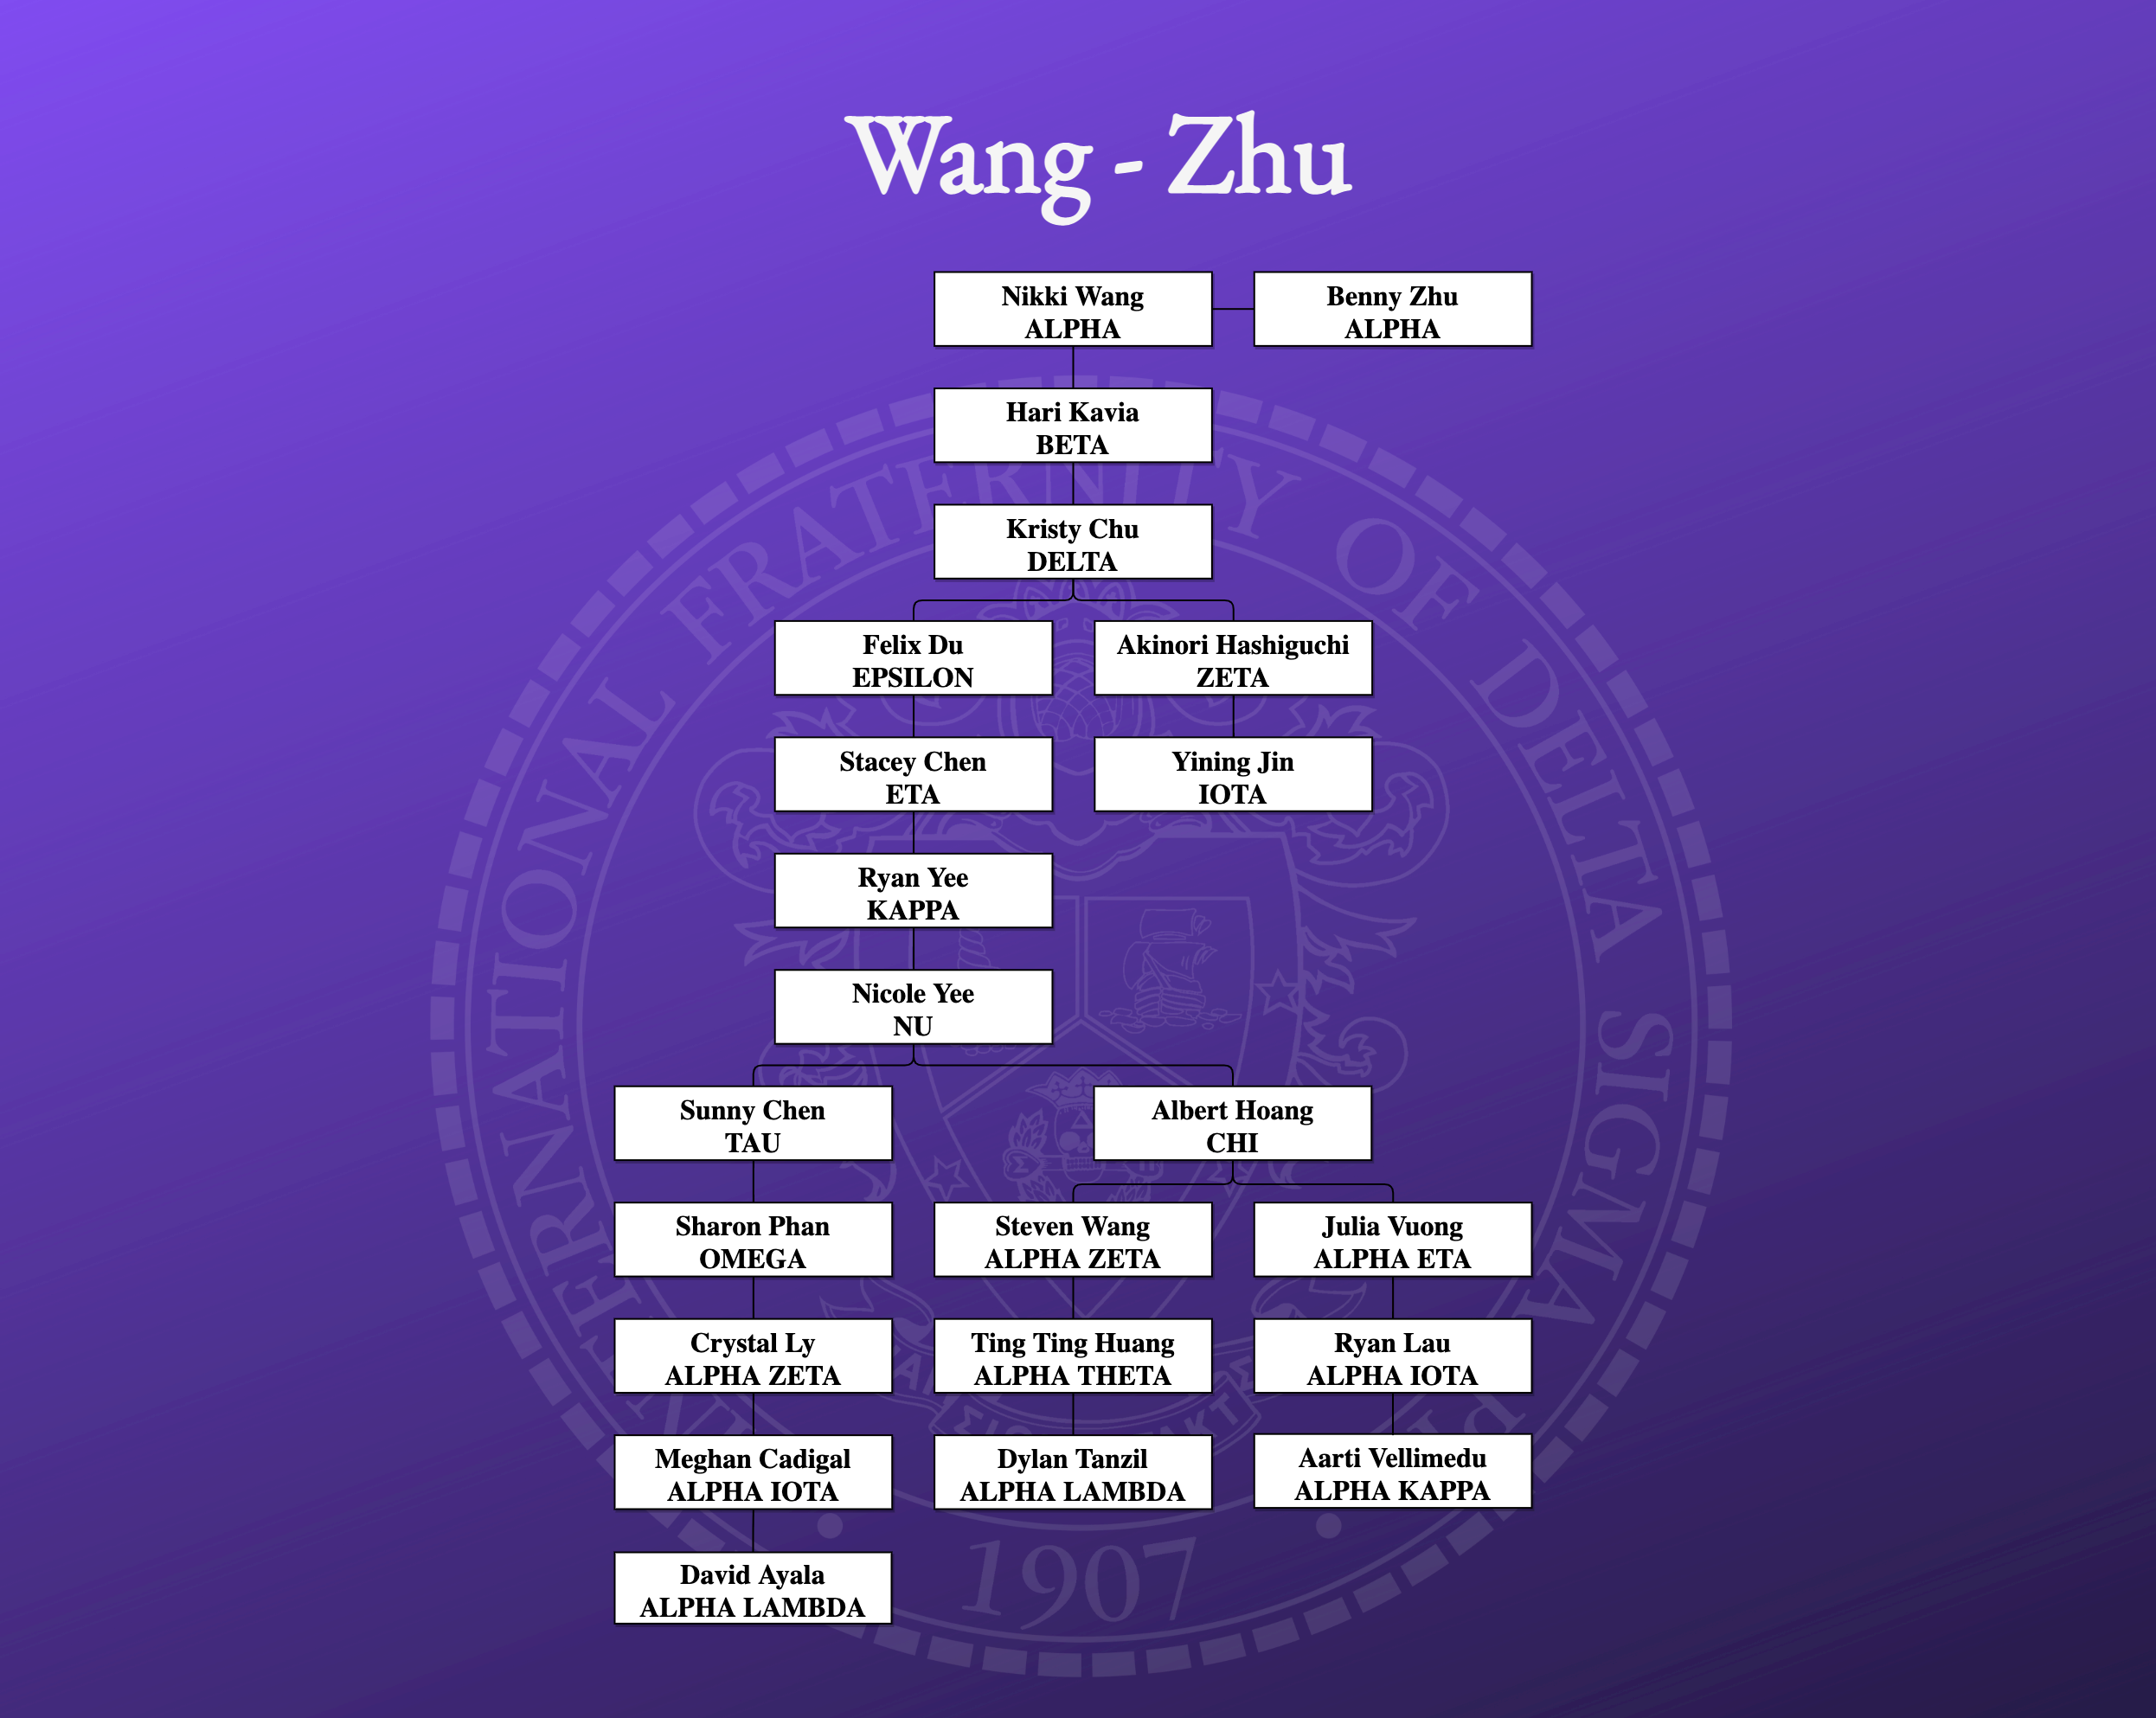 Wang - Zhu
Nikki Wang
ALPHA
Benny Zhu
ALPHA
Hari Kavia
BETA
Kristy Chu
DELTA
Felix Du
EPSILON
Akinori Hashiguchi
ZETA
Stacey Chen
ETA
Yining Jin
IOTA
Ryan Yee
KAPPA
Nicole Yee
NU
Sunny Chen
TAU
Albert Hoang
CHI
Sharon Phan
OMEGA
Steven Wang
ALPHA ZETA
Julia Vuong
ALPHA ETA
Crystal Ly
ALPHA ZETA
Ting Ting Huang
ALPHA THETA
Ryan Lau
ALPHA IOTA
Meghan Cadigal
ALPHA IOTA
Dylan Tanzil
ALPHA LAMBDA
Aarti Vellimedu
ALPHA KAPPA
David Ayala
ALPHA LAMBDA
FRATERNITY OF DELTA SIGMA
1907